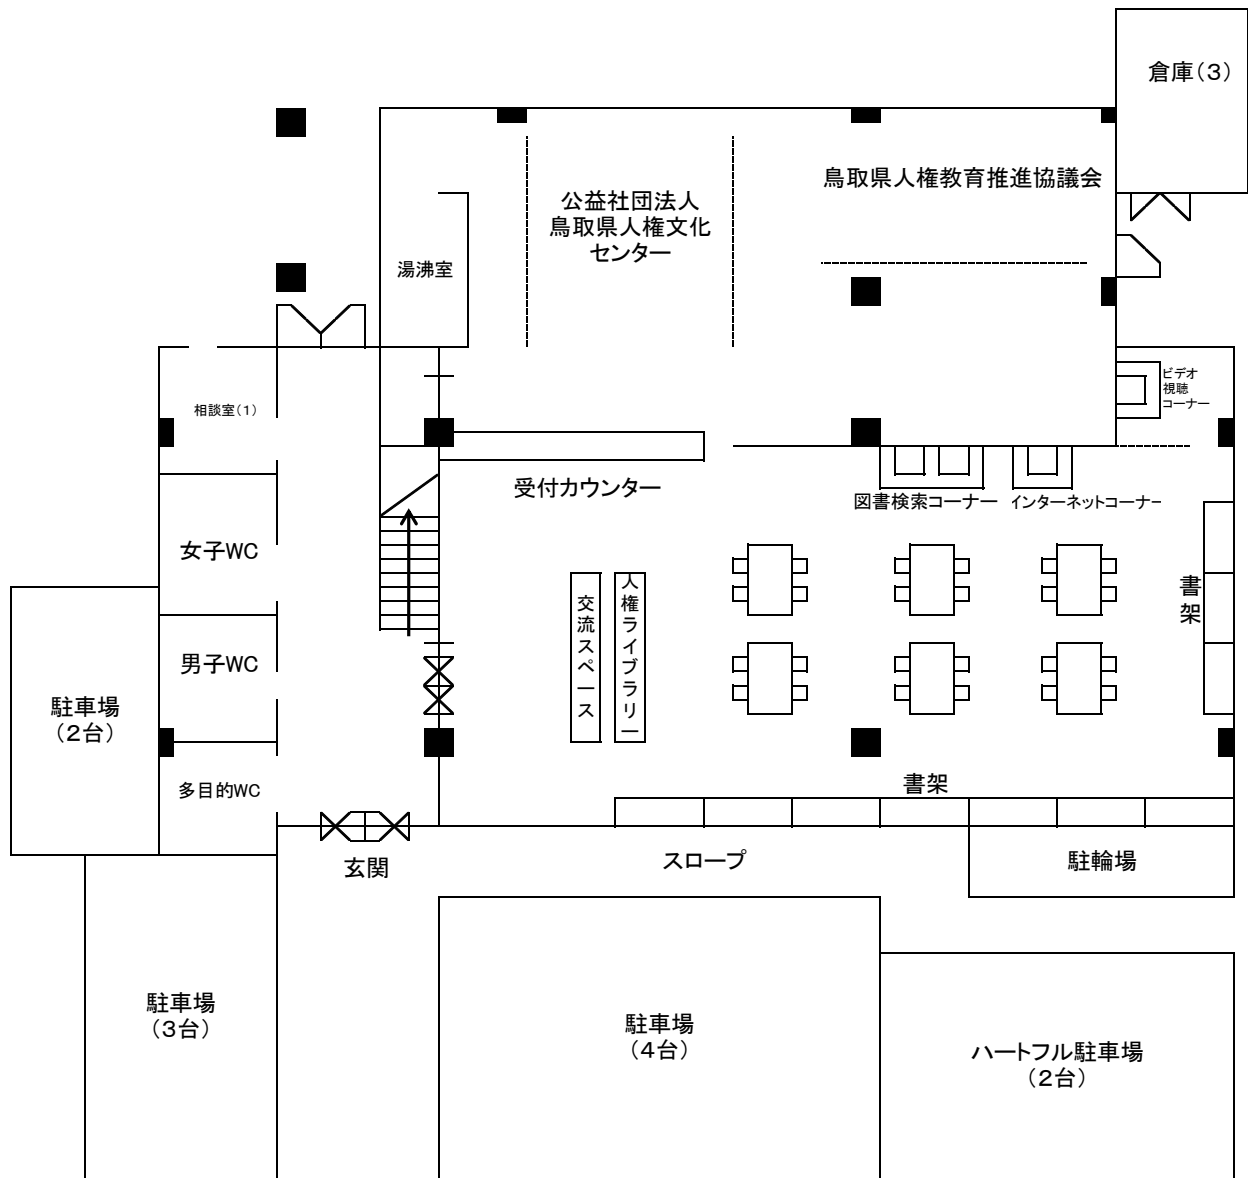 倉庫(3)
鳥取県人権教育推進協議会
公益社団法人
鳥取県人権文化
センター
湯沸室
ビデオ
視聴
コーナー
相談室(1)
受付カウンター
図書検索コーナー
インターネットコーナー
女子WC
書架
交流スペース
人権ライブラリー
男子WC
駐車場
(2台)
多目的WC
書架
玄関
スロープ
駐輪場
駐車場
(3台)
駐車場
(4台)
ハートフル駐車場
(2台)